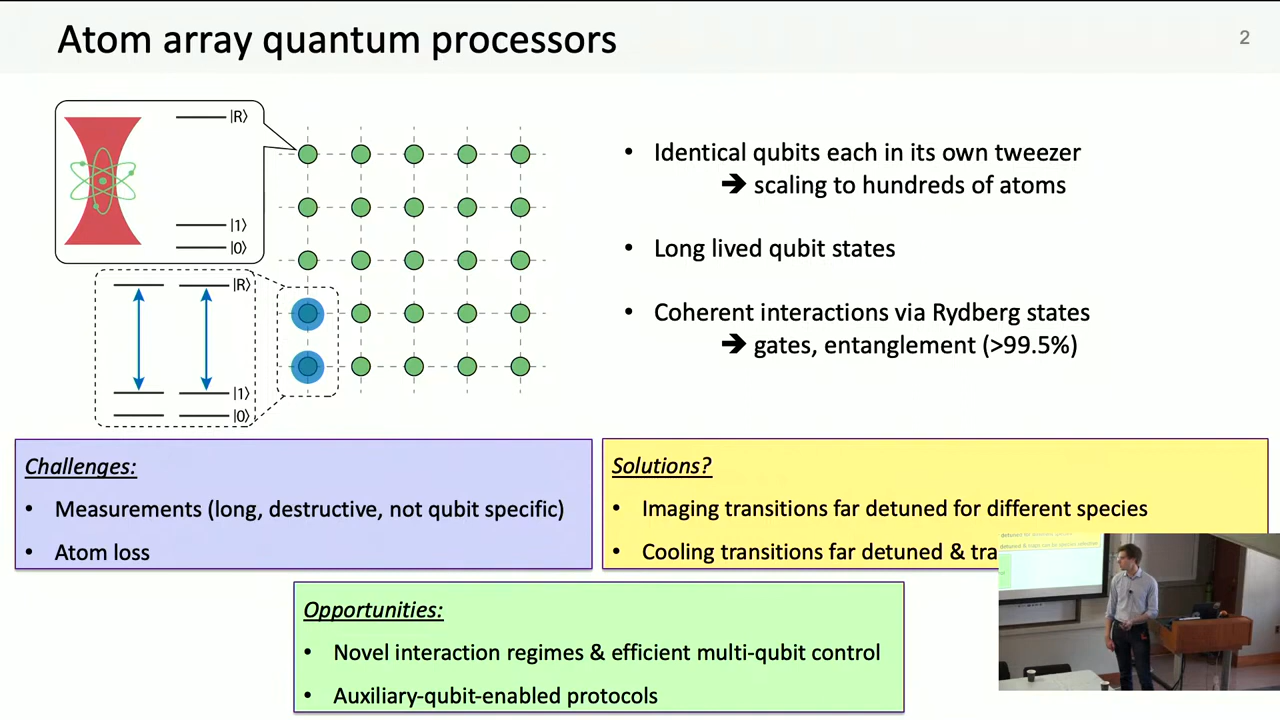 Atom array quantum processors
2
|R⟩
|1⟩
|0⟩
|R⟩
|1⟩
|0⟩
• Identical qubits each in its own tweezer
➔ scaling to hundreds of atoms
• Long lived qubit states
• Coherent interactions via Rydberg states
➔ gates, entanglement (>99.5%)
Challenges:
• Measurements (long, destructive, not qubit specific)
• Atom loss
Solutions?
• Imaging transitions far detuned for different species
• Cooling transitions far detuned & tra
Opportunities:
• Novel interaction regimes & efficient multi-qubit control
• Auxiliary-qubit-enabled protocols